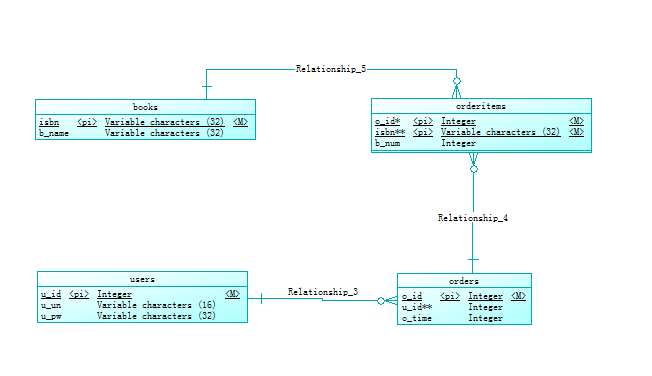 Relationship_5
books
isbn <pi> Variable characters (32) <M>
b_name Variable characters (32)
orderitems
o_id* <pi> Integer <M>
isbn** <pi> Variable characters (32) <M>
b_num Integer
Relationship_4
users
u_id <pi> Integer <M>
u_un Variable characters (16)
u_pw Variable characters (32)
Relationship_3
orders
o_id <pi> Integer <M>
u_id** Integer
o_time Integer